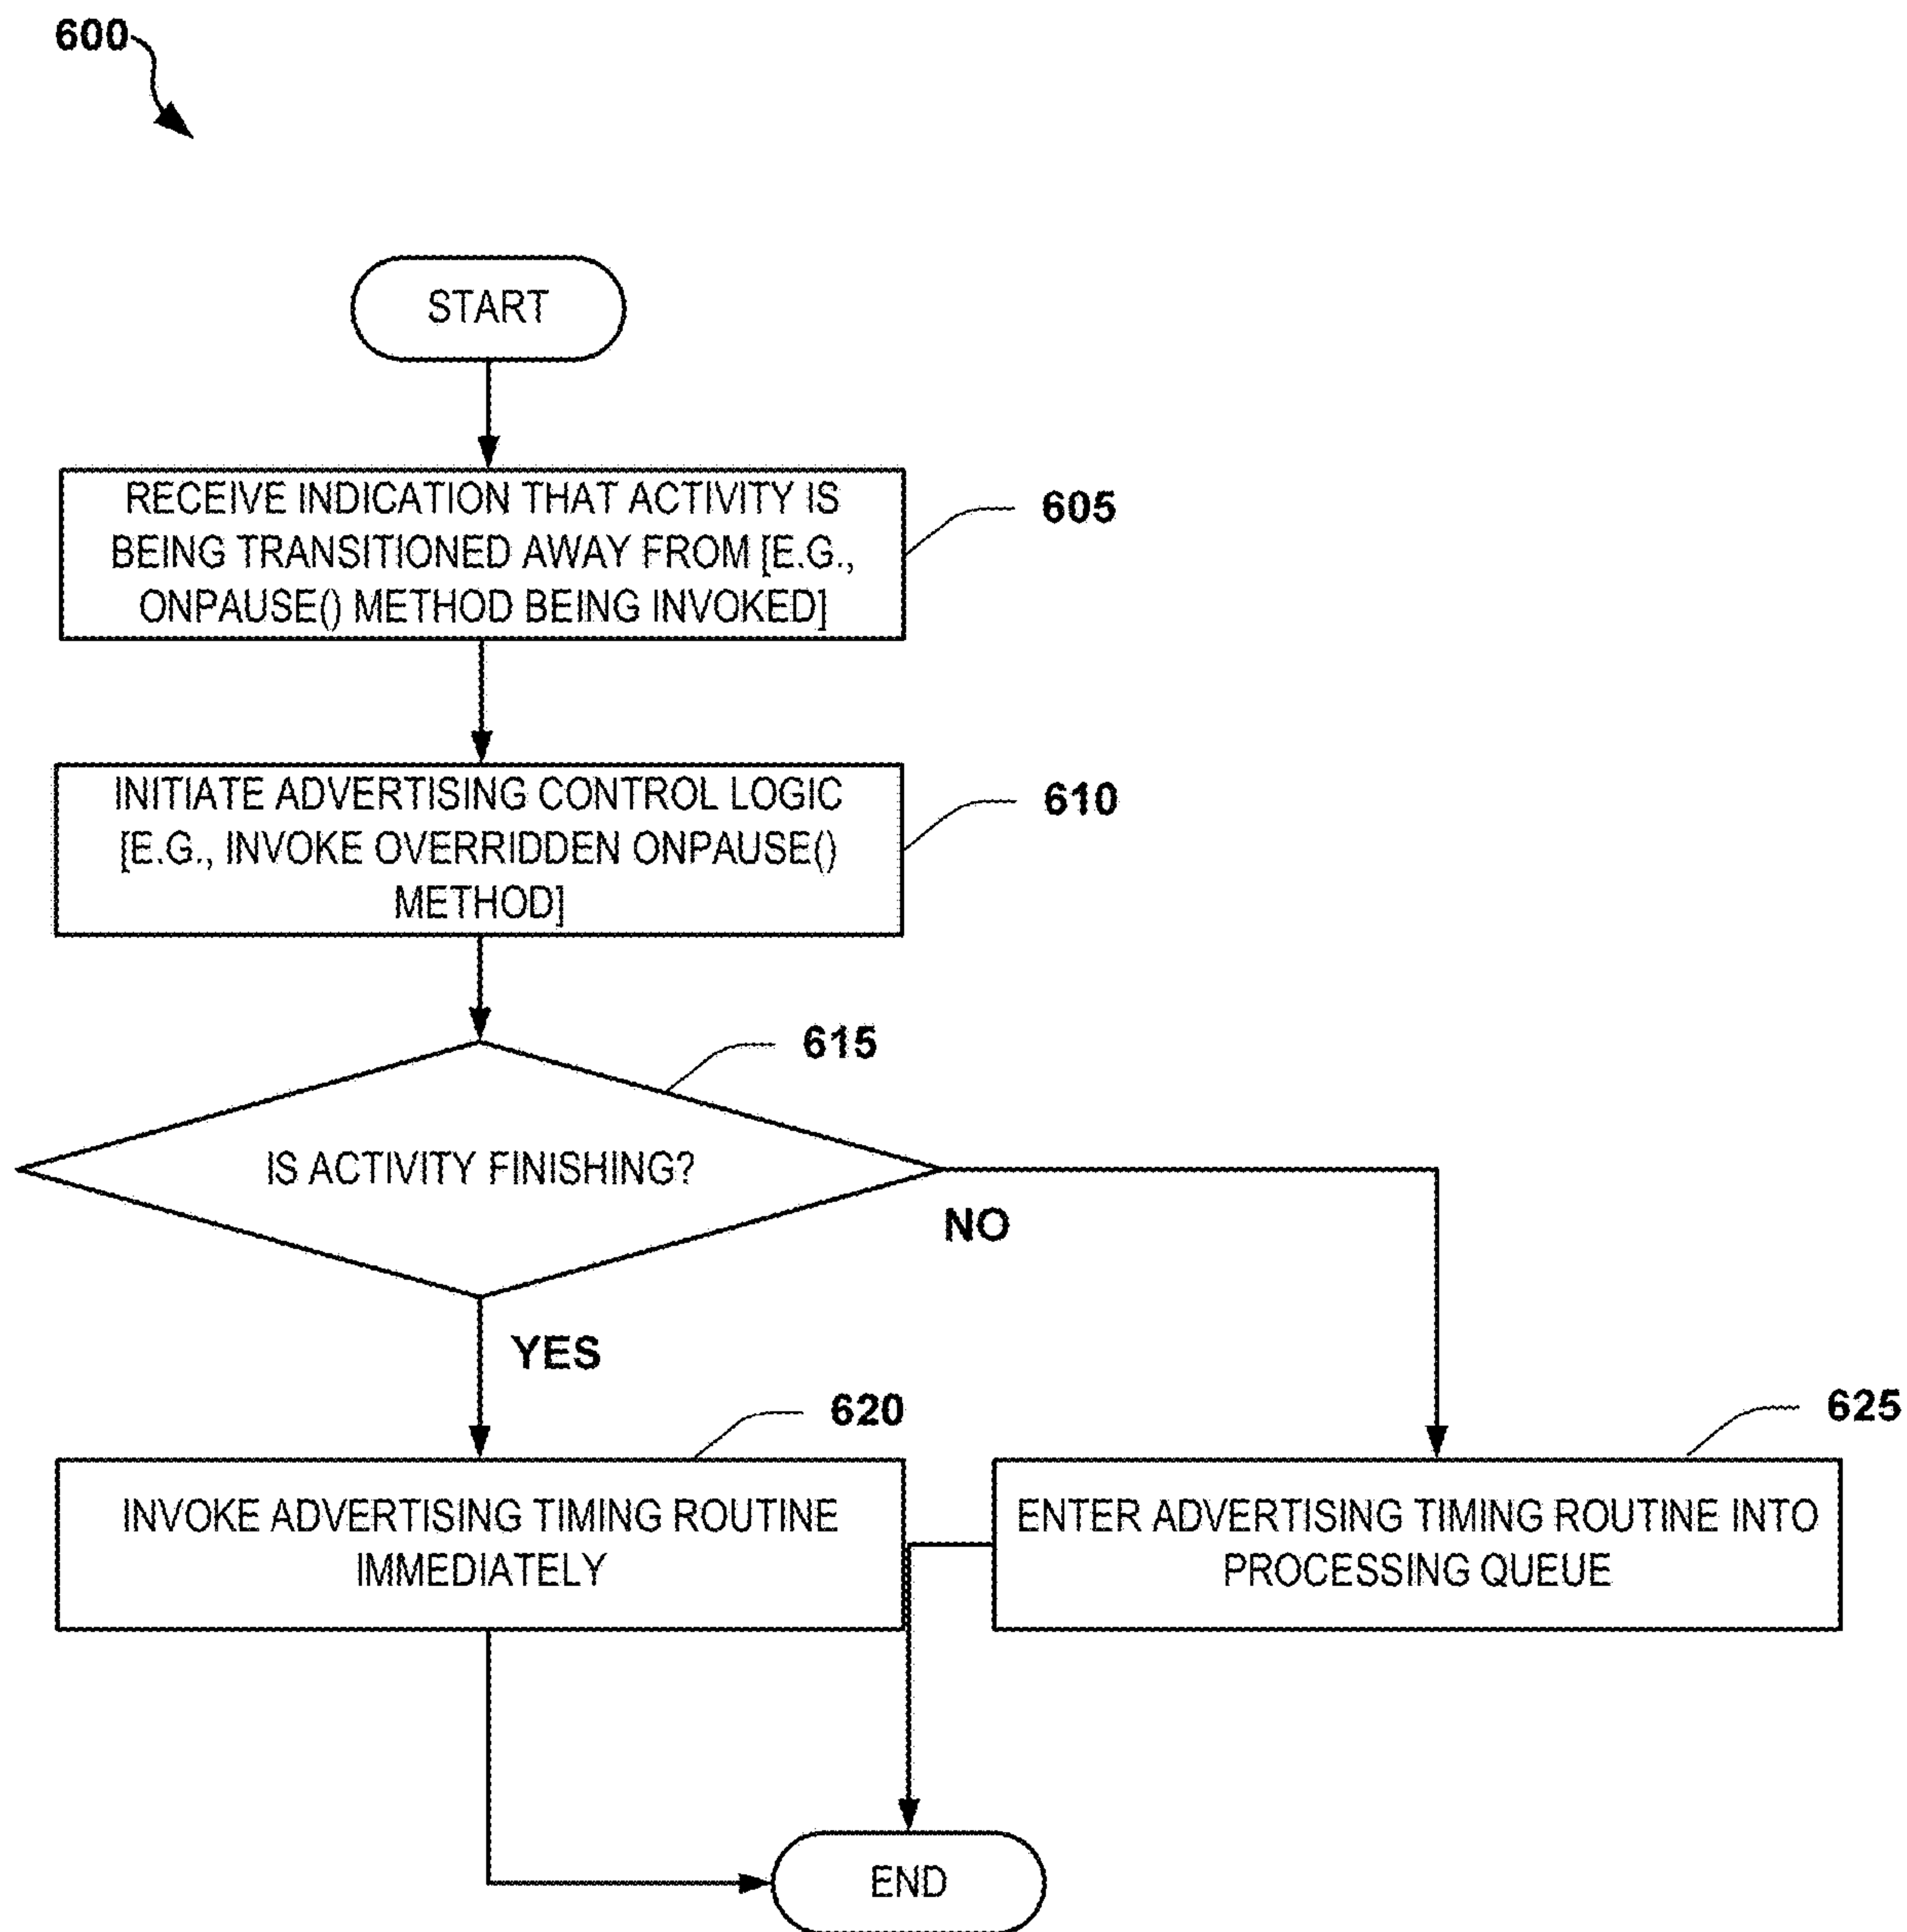 600
START
RECEIVE INDICATION THAT ACTIVITY IS
BEING TRANSITIONED AWAY FROM [E.G.,
ONPAUSE() METHOD BEING INVOKED]
605
INITIATE ADVERTISING CONTROL LOGIC
[E.G., INVOKE OVERRIDDEN ONPAUSE()
METHOD]
610
615
IS ACTIVITY FINISHING?
NO
YES
620
625
INVOKE ADVERTISING TIMING ROUTINE
IMMEDIATELY
ENTER ADVERTISING TIMING ROUTINE INTO
PROCESSING QUEUE
END